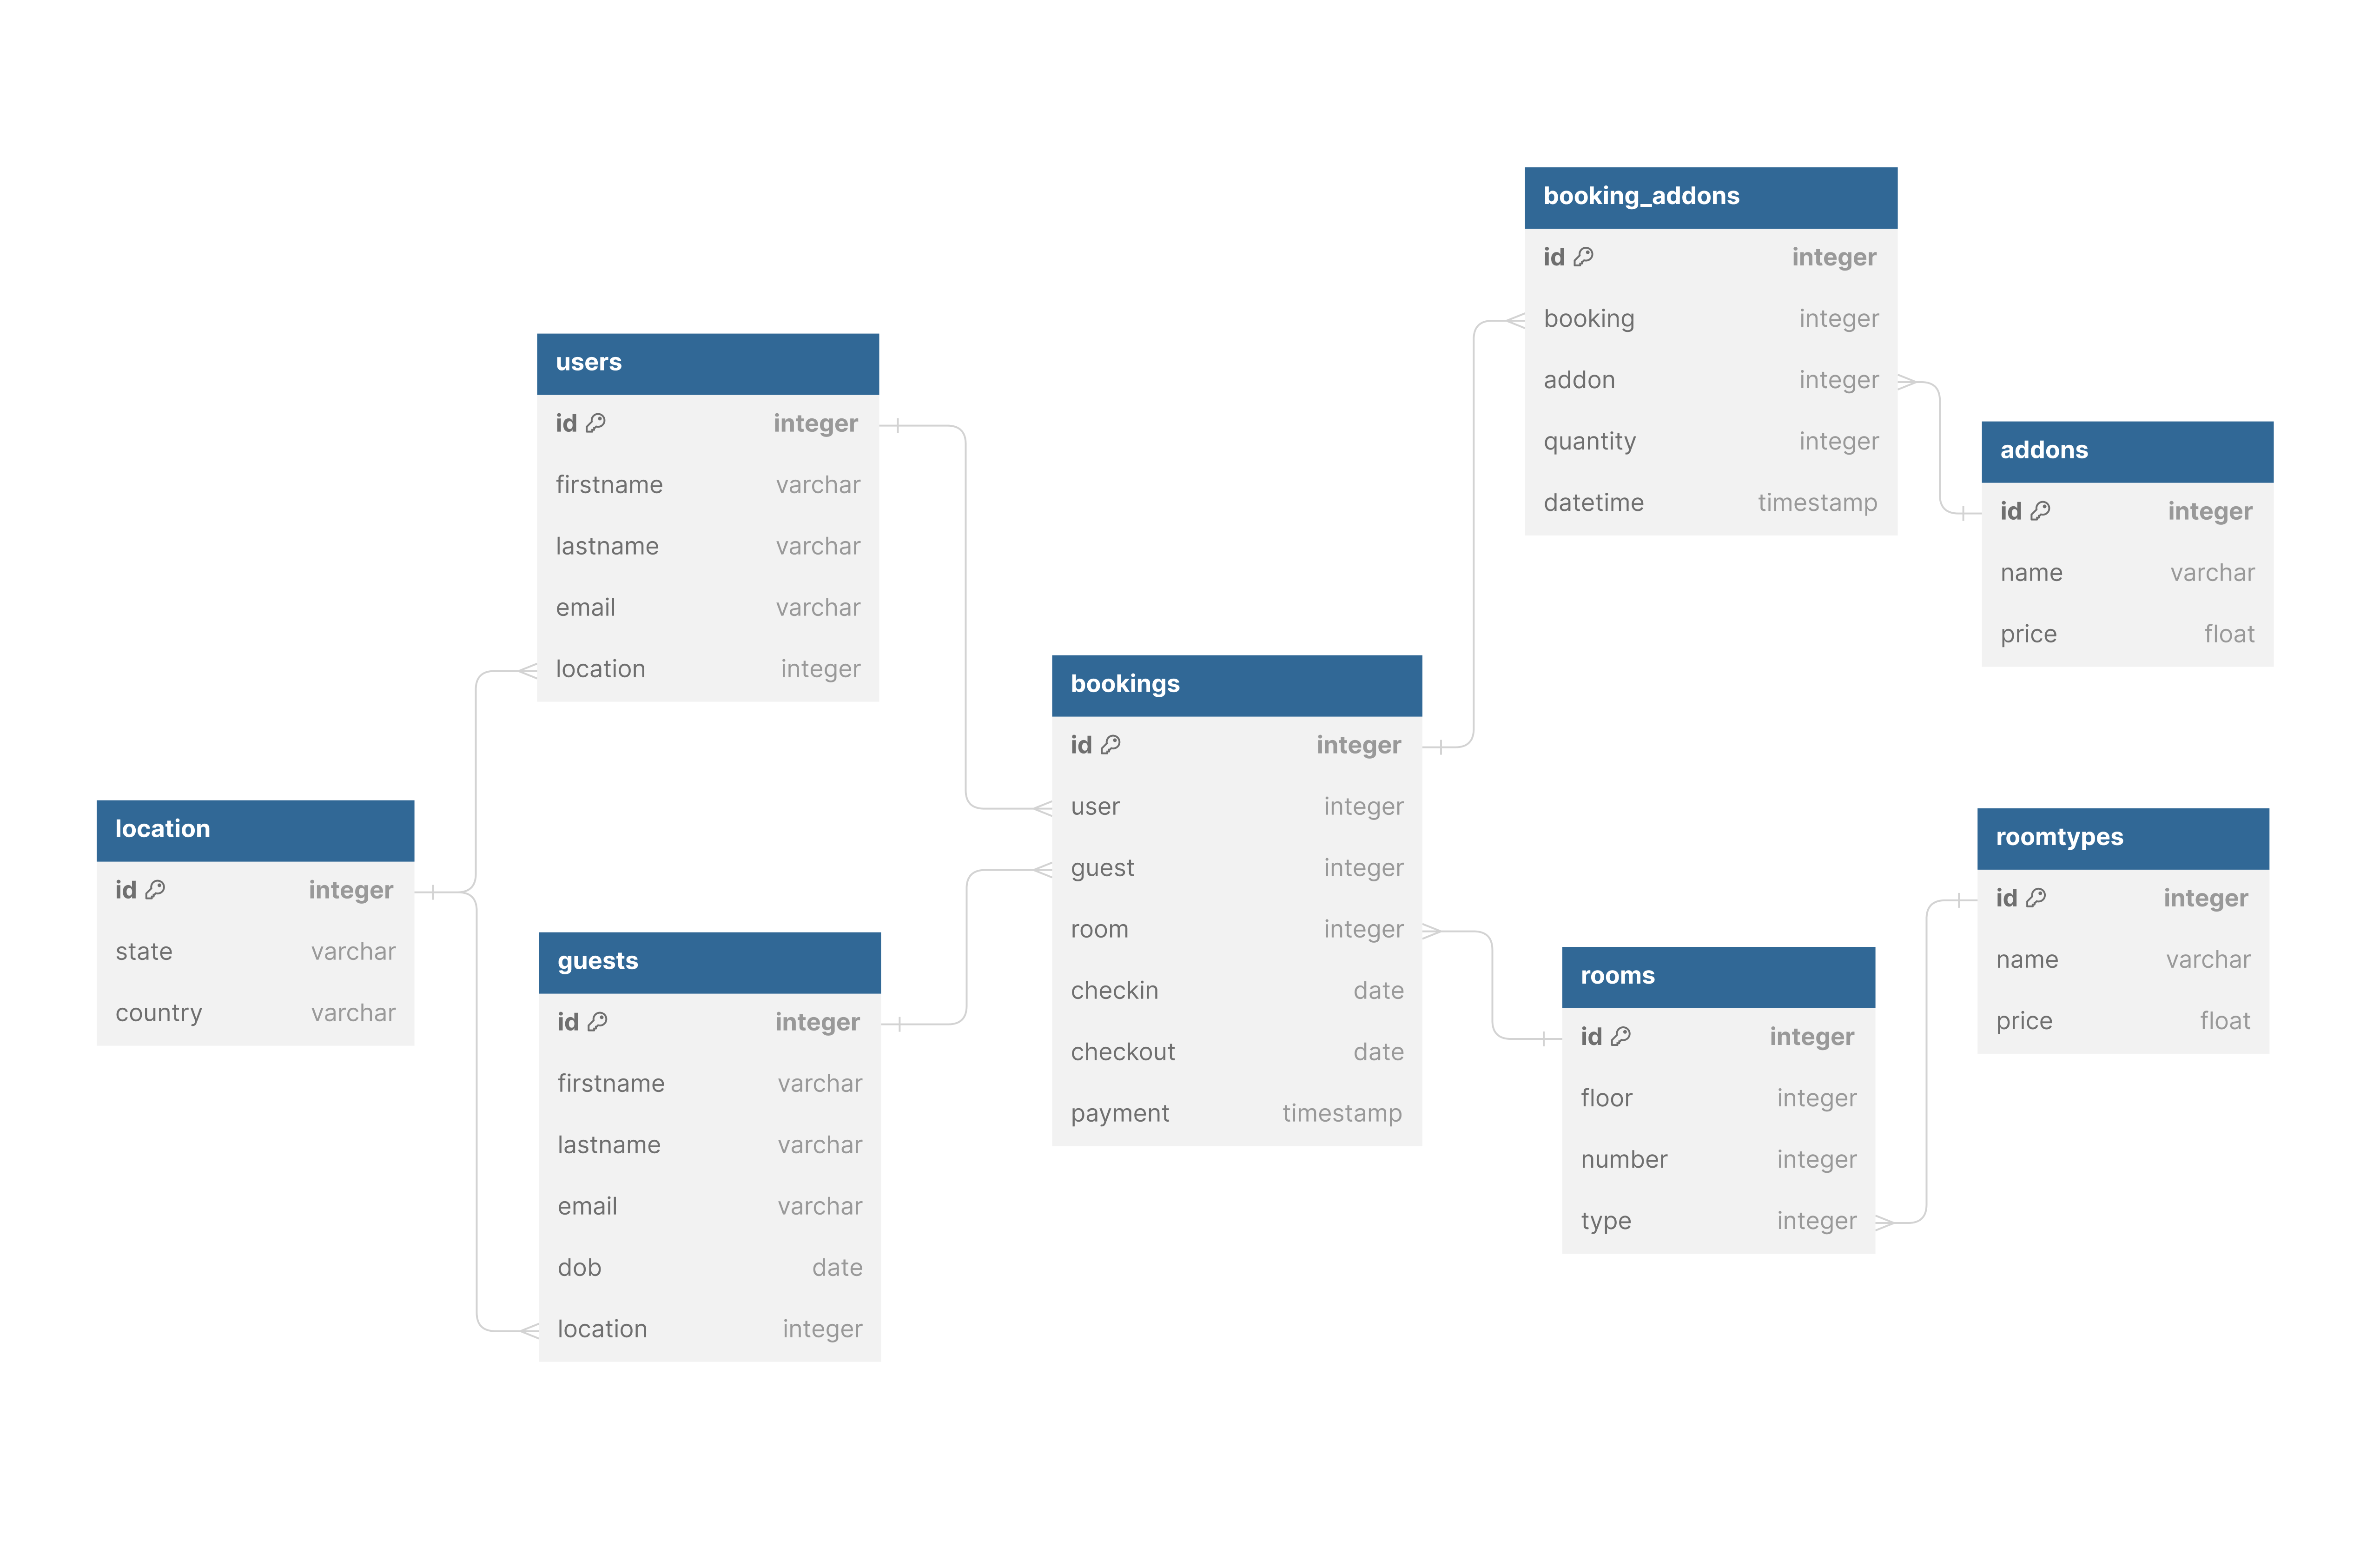 booking_addons
id integer
booking integer
addon integer
quantity integer
datetime timestamp
users
id integer
firstname varchar
lastname varchar
email varchar
location integer
addons
id integer
name varchar
price float
bookings
id integer
user integer
guest integer
room integer
checkin date
checkout date
payment timestamp
location
id integer
state varchar
country varchar
roomtypes
id integer
name varchar
price float
guests
id integer
firstname varchar
lastname varchar
email varchar
dob date
location integer
rooms
id integer
floor integer
number integer
type integer